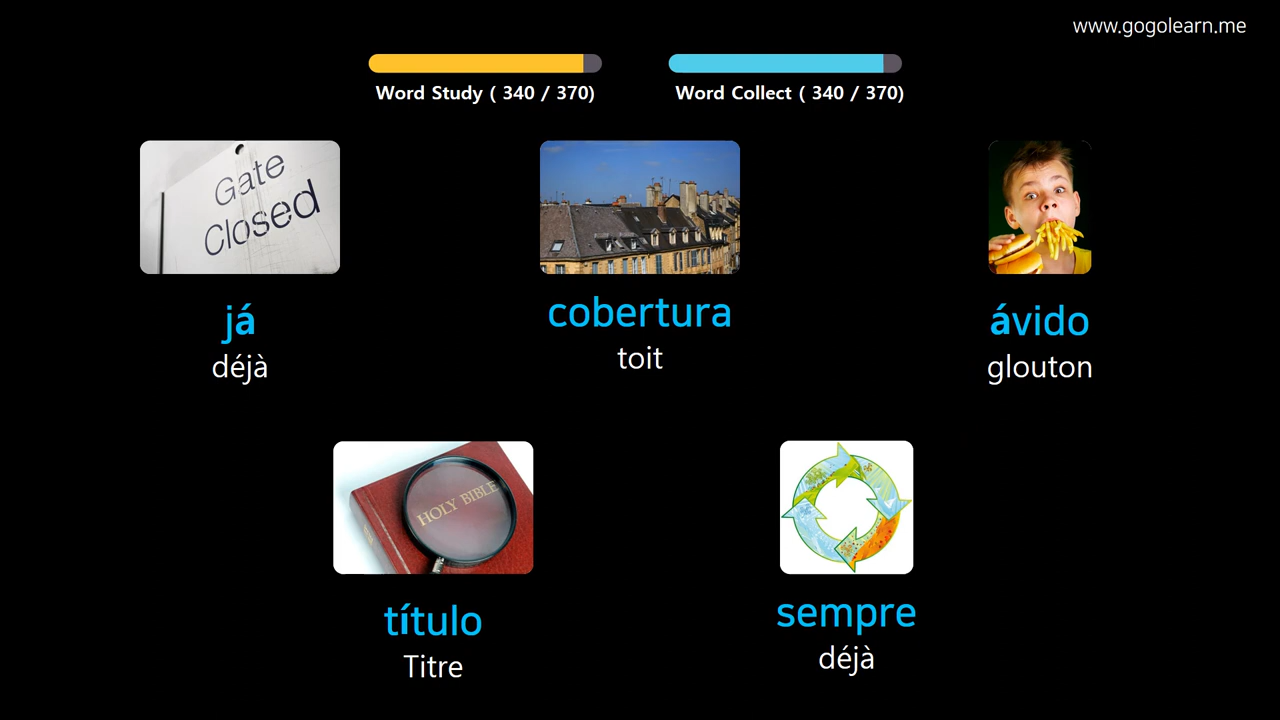 www.gogolearn.me
Word Study ( 340 / 370)
Word Collect ( 340 / 370)
Gate
Closed
já
déjà
cobertura
toit
ávido
glouton
HOLY BIBLE
título
Titre
sempre
déjà